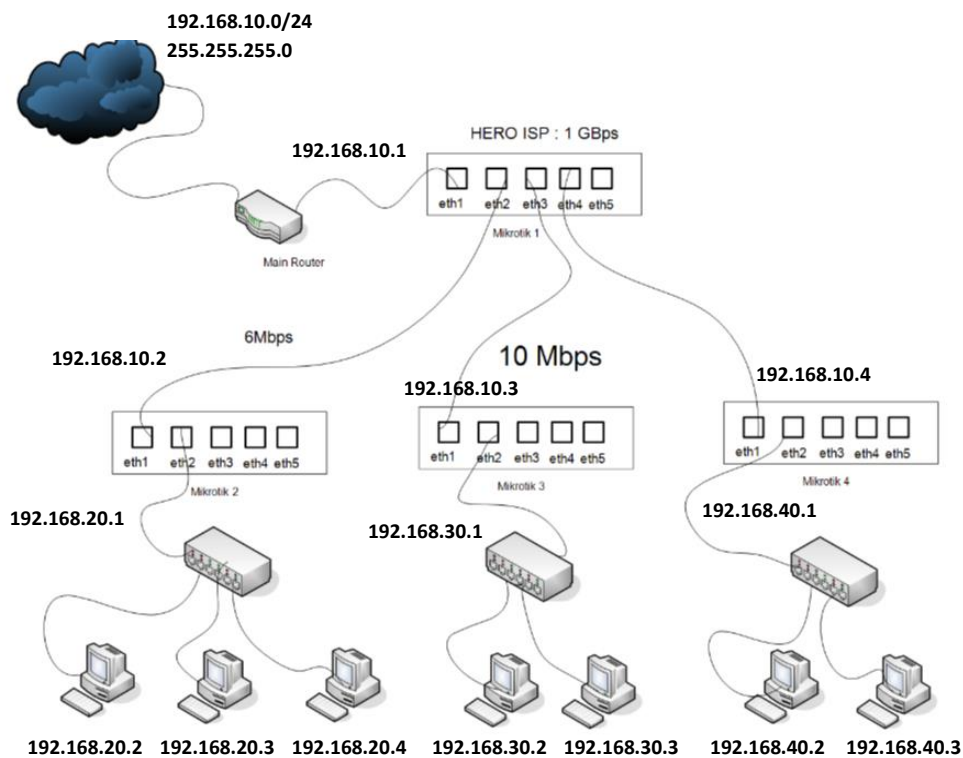 192.168.10.0/24
255.255.255.0
HERO ISP : 1 GBps
192.168.10.1
eth1 eth2 eth3 eth4 eth5
Mikrotik 1
Main Router
6Mbps
192.168.10.2
10 Mbps
192.168.10.3
192.168.10.4
eth1 eth2 eth3 eth4 eth5
Mikrotik 2
eth1 eth2 eth3 eth4 eth5
Mikrotik 3
eth1 eth2 eth3 eth4 eth5
Mikrotik 4
192.168.20.1
192.168.30.1
192.168.40.1
192.168.20.2 192.168.20.3 192.168.20.4 192.168.30.2 192.168.30.3 192.168.40.2 192.168.40.3